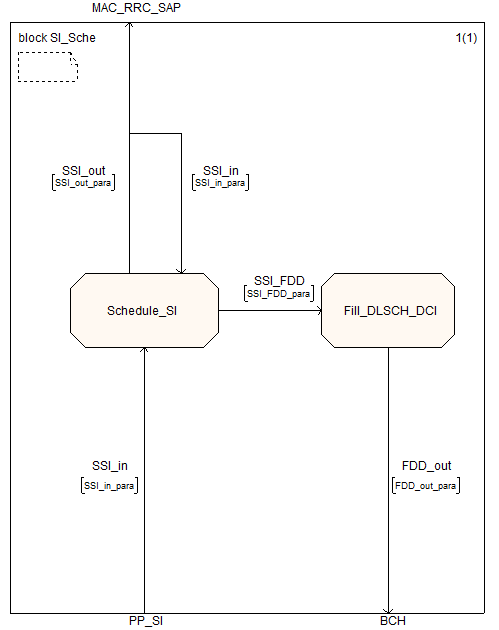 MAC_RRC_SAP
block SI_Sche
1(1)
SSI_out
[SSI_out_para]
SSI_in
[SSI_in_para]
SSI_FDD
[SSI_FDD_para]
Schedule_SI
Fill_DLSCH_DCI
SSI_in
[SSI_in_para]
FDD_out
[FDD_out_para]
PP_SI
BCH